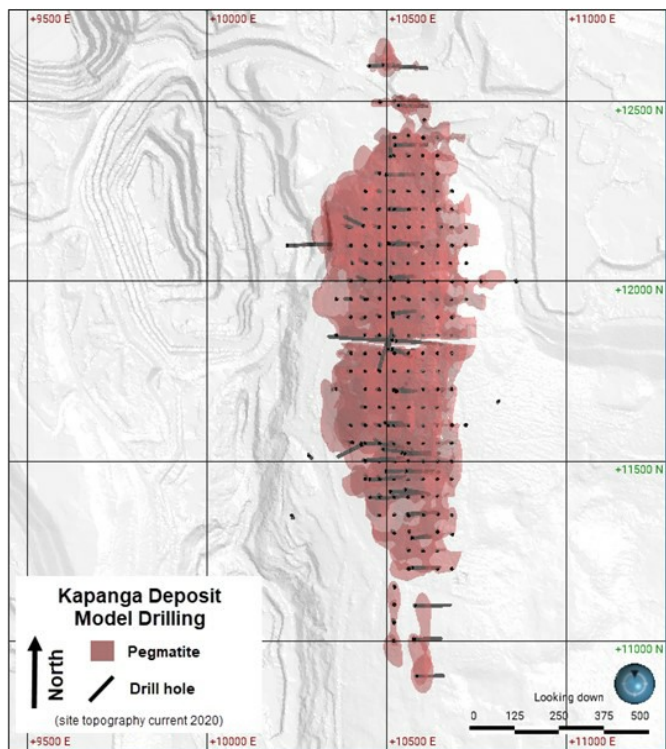 +9500 E
+10000 E
+10500 E
+11000 E
+12500 N
+12000 N
+11500 N
+11000 N
Kapanga Deposit
Model Drilling
North
Pegmatite
Drill hole
(site topography current 2020)
Looking down
0 125 250 375 500
+9500 E
+10000 E
+10500 E
+11000 E